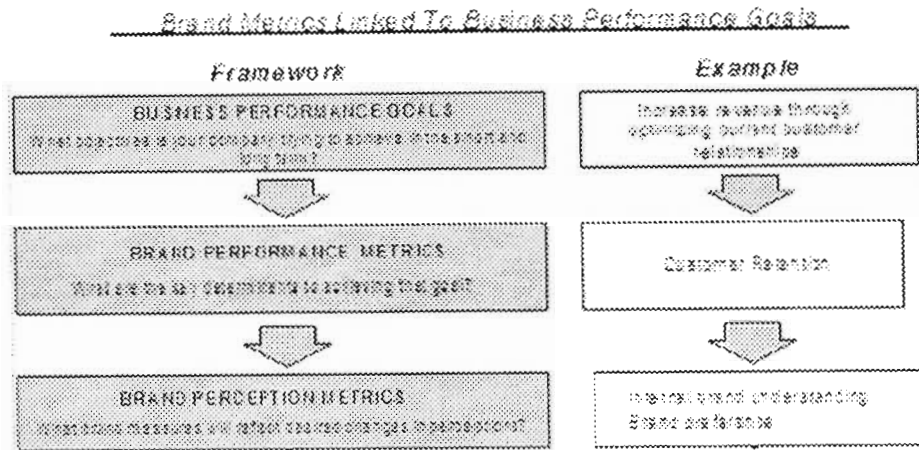 Brand Metrics Linked To Business Performance Goals
Framework
Example
BUSINESS PERFORMANCE GOALS
What objectives is your company trying to achieve in the short and
long term?
Increase revenue through
optimizing current customer
relationships
BRAND PERFORMANCE METRICS
What are the key determinants to achieving that goal?
Customer Retension
BRAND PERCEPTION METRICS
What brand measures will reflect desired changes in perceptions?
Internal brand understanding
Brand preference